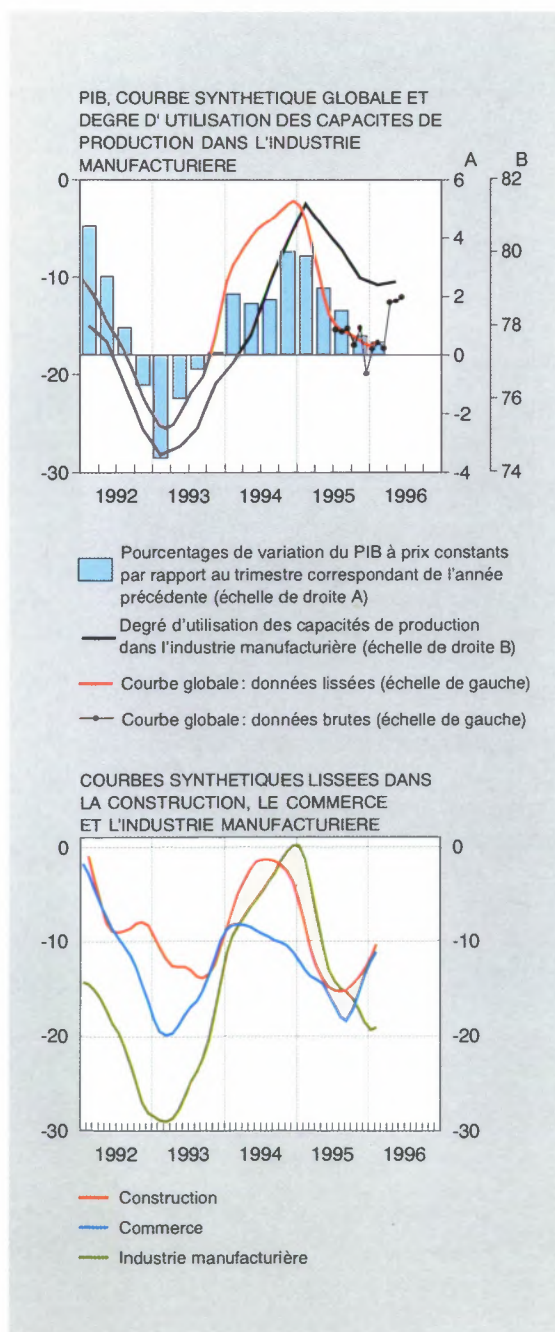 PIB, COURBE SYNTHETIQUE GLOBALE ET
DEGRE D' UTILISATION DES CAPACITES DE
PRODUCTION DANS L'INDUSTRIE
MANUFACTURIERE
A B
0 6 82
4 80
-10 2
78
0
-20 76
-2
-30 -4 74
1992 1993 1994 1995 1996
Pourcentages de variation du PIB à prix constants
par rapport au trimestre correspondant de l'année
précédente (échelle de droite A)
Degré d'utilisation des capacités de production
dans l'industrie manufacturière (échelle de droite B)
Courbe globale : données lissées (échelle de gauche)
Courbe globale : données brutes (échelle de gauche)
COURBES SYNTHETIQUES LISSEES DANS
LA CONSTRUCTION, LE COMMERCE
ET L'INDUSTRIE MANUFACTURIERE
0 0
-10 -10
-20 -20
-30 -30
1992 1993 1994 1995 1996
Construction
Commerce
Industrie manufacturière